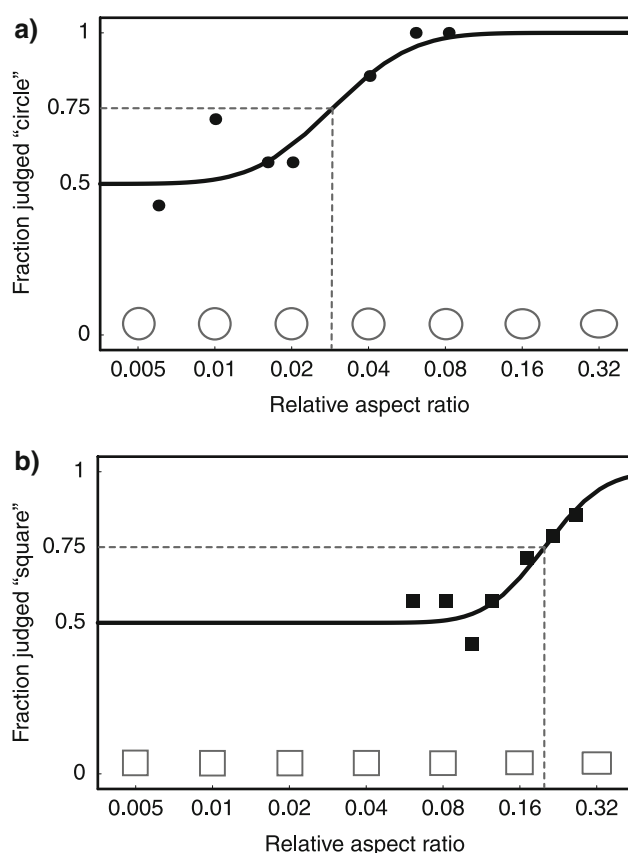 a)
1
0.75
0.5
0
Fraction judged “circle”
0.005 0.01 0.02 0.04 0.08 0.16 0.32
Relative aspect ratio
b)
1
0.75
0.5
0
Fraction judged “square”
0.005 0.01 0.02 0.04 0.08 0.16 0.32
Relative aspect ratio